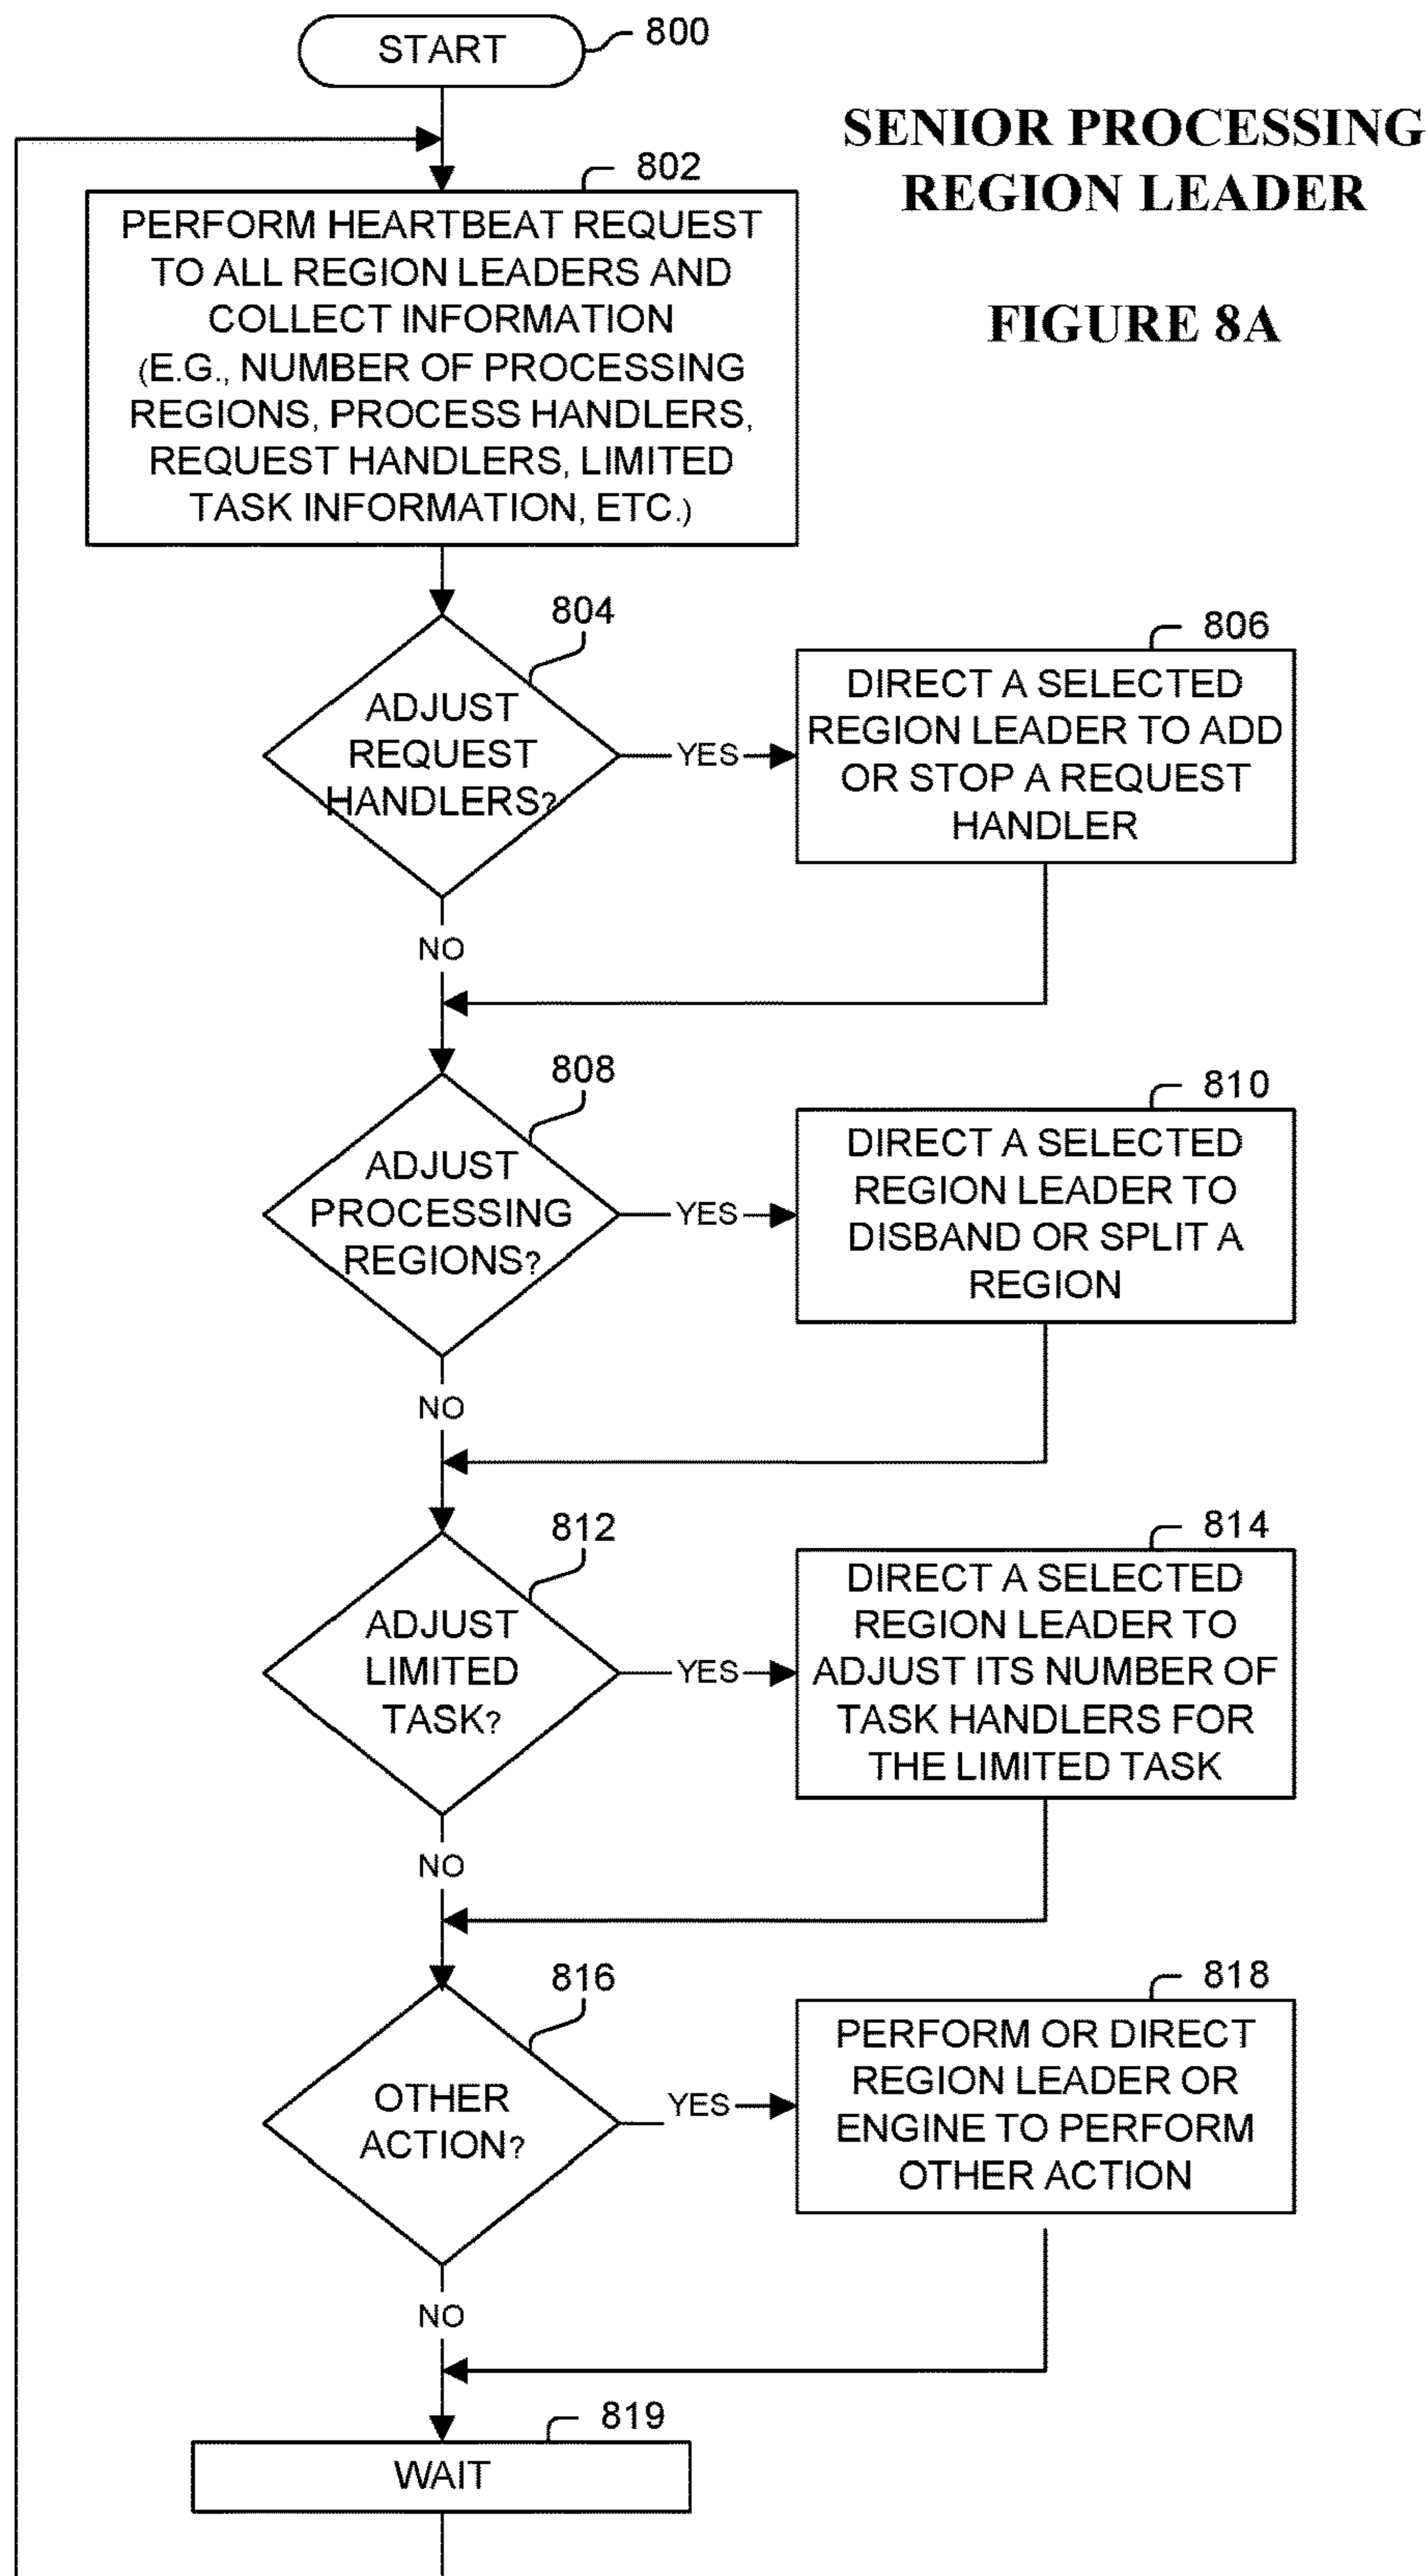 START
800
SENIOR PROCESSING
REGION LEADER
FIGURE 8A
802
PERFORM HEARTBEAT REQUEST
TO ALL REGION LEADERS AND
COLLECT INFORMATION
(E.G., NUMBER OF PROCESSING
REGIONS, PROCESS HANDLERS,
REQUEST HANDLERS, LIMITED
TASK INFORMATION, ETC.)
804
ADJUST
REQUEST
HANDLERS?
YES
806
DIRECT A SELECTED
REGION LEADER TO ADD
OR STOP A REQUEST
HANDLER
NO
808
ADJUST
PROCESSING
REGIONS?
YES
810
DIRECT A SELECTED
REGION LEADER TO
DISBAND OR SPLIT A
REGION
NO
812
ADJUST
LIMITED
TASK?
YES
814
DIRECT A SELECTED
REGION LEADER TO
ADJUST ITS NUMBER OF
TASK HANDLERS FOR
THE LIMITED TASK
NO
816
OTHER
ACTION?
YES
818
PERFORM OR DIRECT
REGION LEADER OR
ENGINE TO PERFORM
OTHER ACTION
NO
819
WAIT